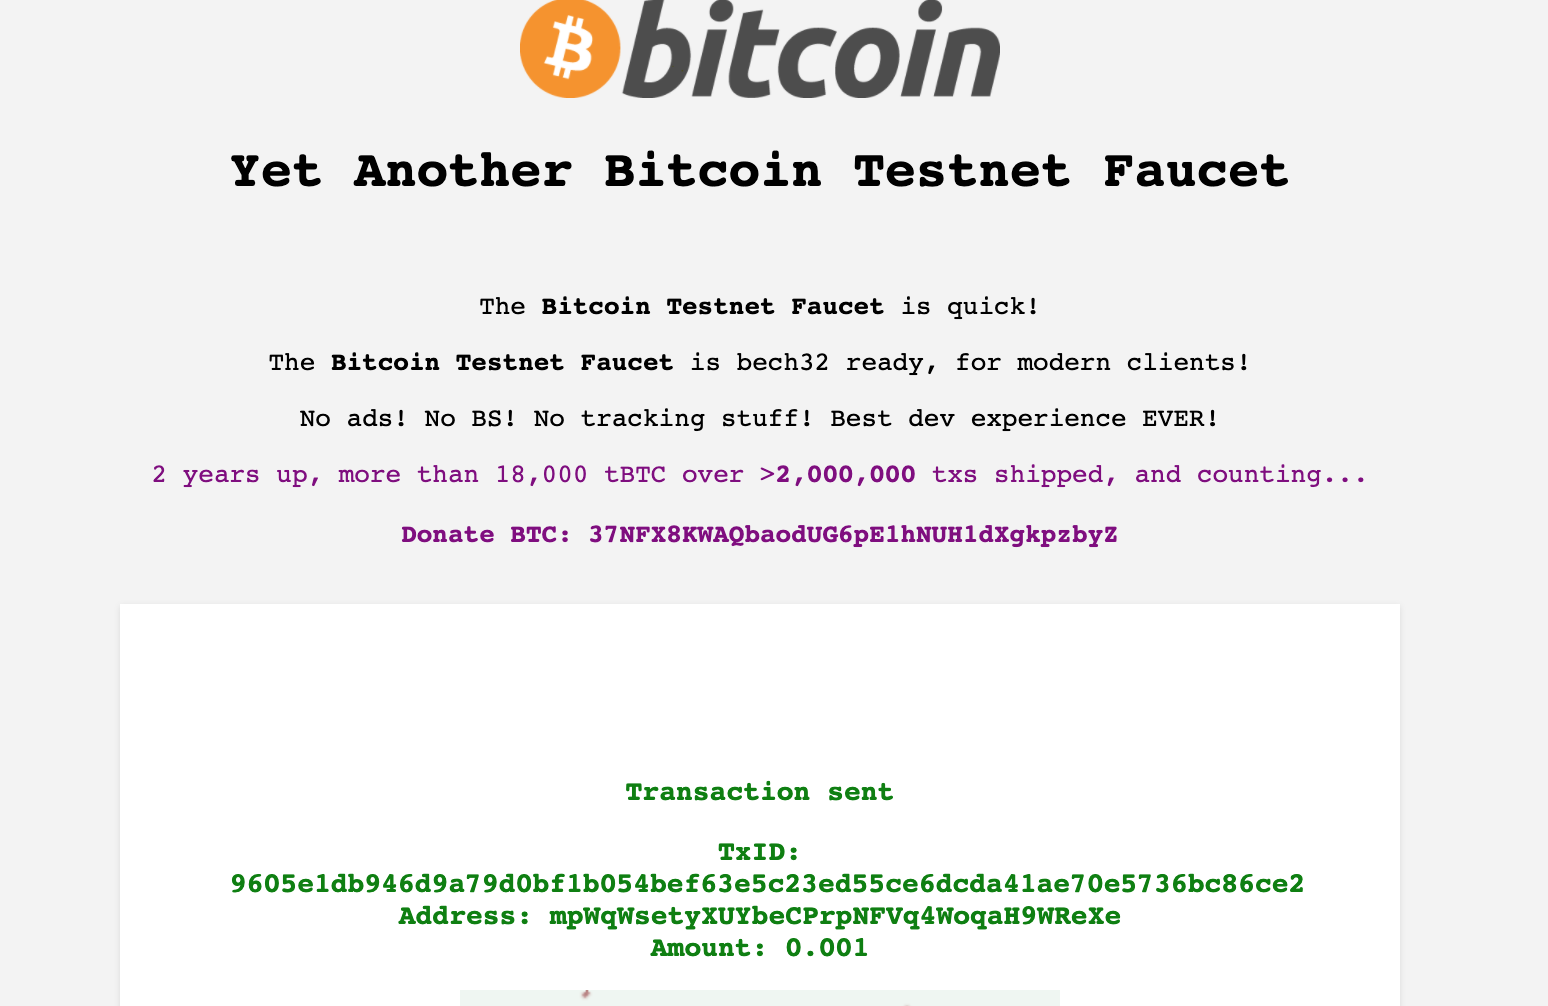 bitcoin
Yet Another Bitcoin Testnet Faucet
The Bitcoin Testnet Faucet is quick!
The Bitcoin Testnet Faucet is bech32 ready, for modern clients!
No ads! No BS! No tracking stuff! Best dev experience EVER!
2 years up, more than 18,000 tBTC over >2,000,000 txs shipped, and counting...
Donate BTC: 37NFX8KWAQbaodUG6pE1hNUH1dXgkpzbyZ
Transaction sent
TxID:
9605e1db946d9a79d0bf1b054bef63e5c23ed55ce6dcda41ae70e5736bc86ce2
Address: mpWqWsetyXUYbeCPrpNFVq4WoqaH9WReXe
Amount: 0.001